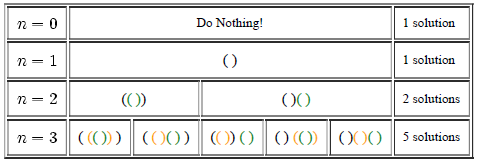 n = 0 Do Nothing! 1 solution
n = 1 ( ) 1 solution
n = 2 (( )) ( )( ) 2 solutions
n = 3 ( (( )) ) ( ( )( ) ) (( )) ( ) ( ) (( )) ( )( )( ) 5 solutions